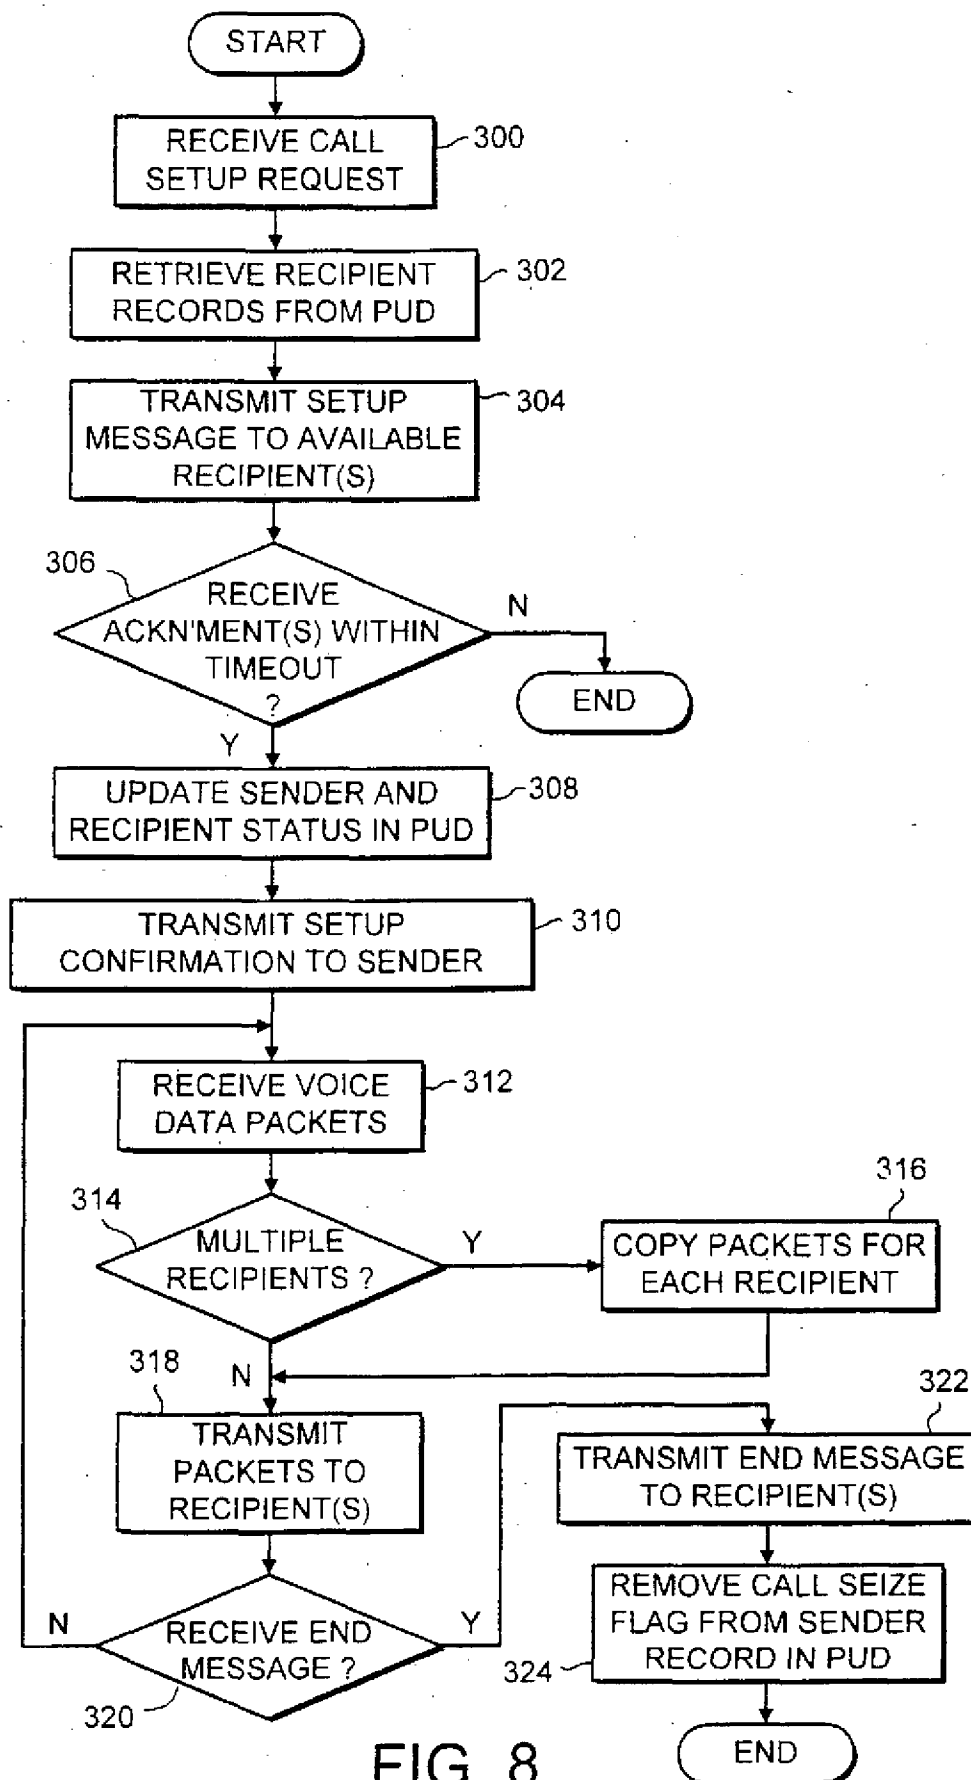 START
RECEIVE CALL
SETUP REQUEST
300
RETRIEVE RECIPIENT
RECORDS FROM PUD
302
TRANSMIT SETUP
MESSAGE TO AVAILABLE
RECIPIENT(S)
304
306
RECEIVE
ACKN'MENT(S) WITHIN
TIMEOUT
?
N
END
Y
UPDATE SENDER AND
RECIPIENT STATUS IN PUD
308
TRANSMIT SETUP
CONFIRMATION TO SENDER
310
RECEIVE VOICE
DATA PACKETS
312
314
MULTIPLE
RECIPIENTS ?
Y
316
COPY PACKETS FOR
EACH RECIPIENT
N
318
TRANSMIT
PACKETS TO
RECIPIENT(S)
322
TRANSMIT END MESSAGE
TO RECIPIENT(S)
N
RECEIVE END
MESSAGE ?
Y
320
REMOVE CALL SEIZE
FLAG FROM SENDER
RECORD IN PUD
324
END
FIG. 8